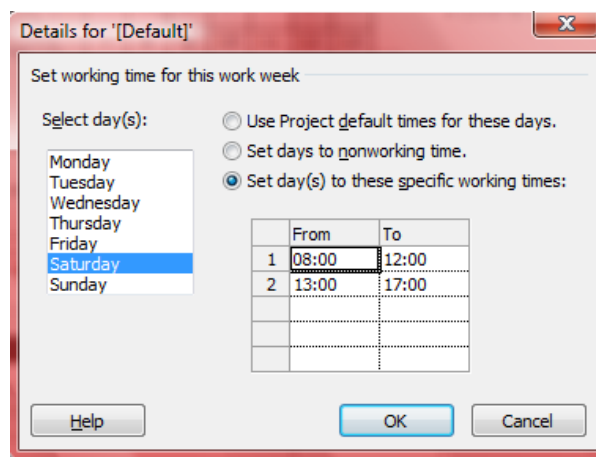 Details for '[Default]'
X
Set working time for this work week
Select day(s):
Use Project default times for these days.
Set days to nonworking time.
Set day(s) to these specific working times:
Monday
Tuesday
Wednesday
Thursday
Friday
Saturday
Sunday
From To
1 08:00 12:00
2 13:00 17:00
Help OK Cancel